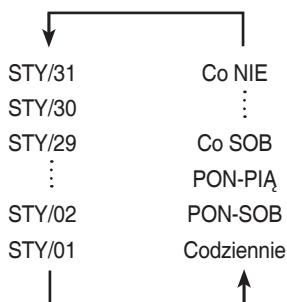 STY/31 Co NIE
STY/30
STY/29 Co SOB
PON-PIĄ
STY/02 PON-SOB
STY/01 Codziennie